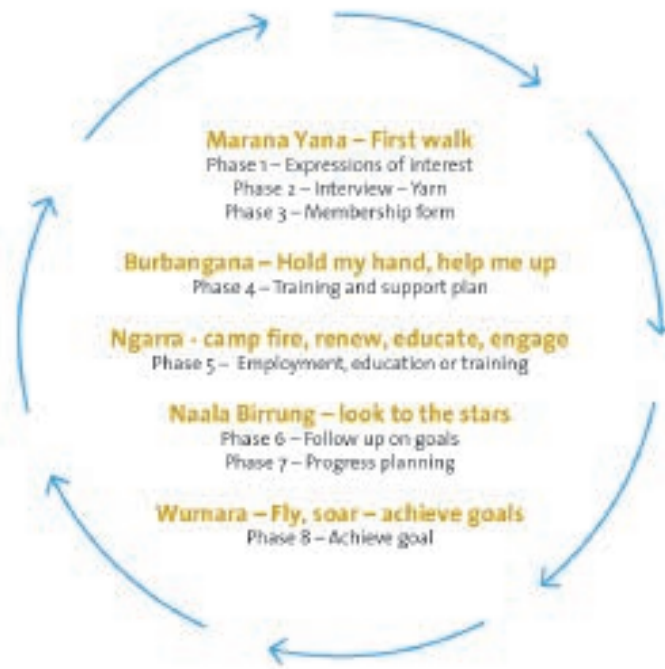 Marana Yana – First walk
Phase 1 – Expressions of interest
Phase 2 – Interview – Yarn
Phase 3 – Membership form
Burbangana – Hold my hand, help me up
Phase 4 – Training and support plan
Ngarra - camp fire, renew, educate, engage
Phase 5 – Employment, education or training
Naala Birrung – look to the stars
Phase 6 – Follow up on goals
Phase 7 – Progress planning
Wumara – Fly, soar – achieve goals
Phase 8 – Achieve goal